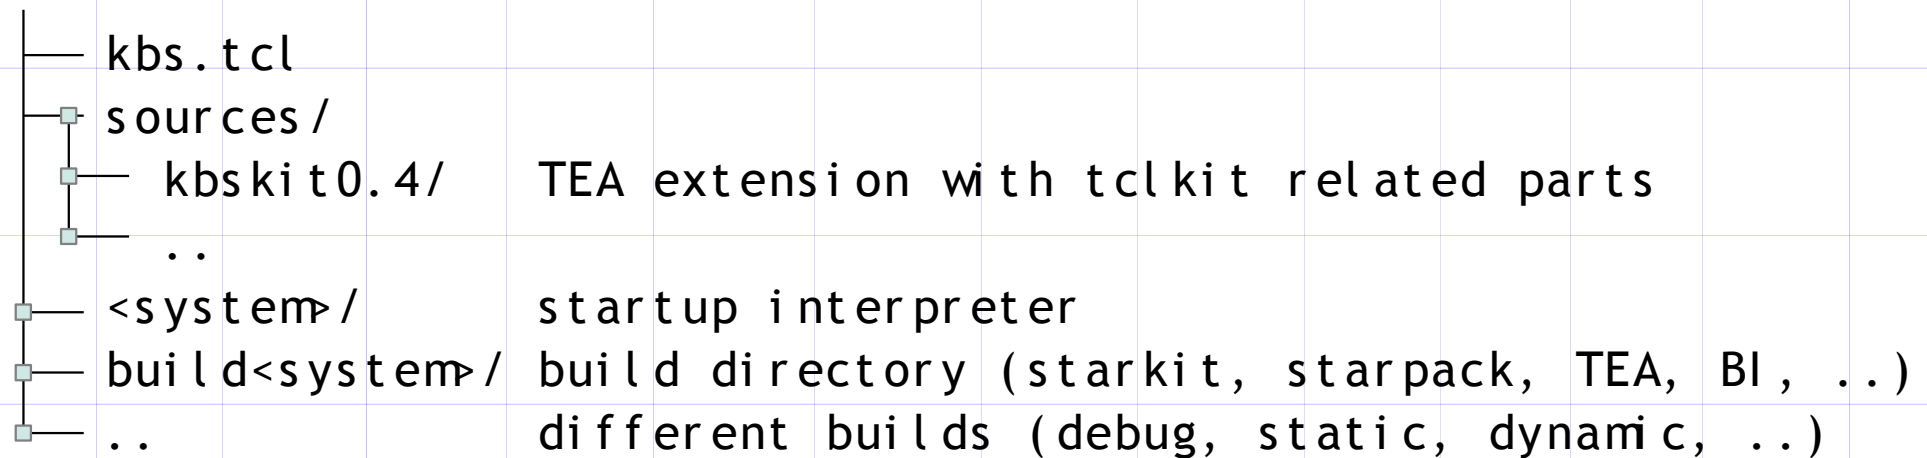 kbs.tcl
sources/
kbskit0.4/ TEA extension with tclkit related parts
..
<system>/ startup interpreter
build<system>/ build directory (starkit, starpack, TEA, BI, ..)
.. different builds (debug, static, dynamic, ..)